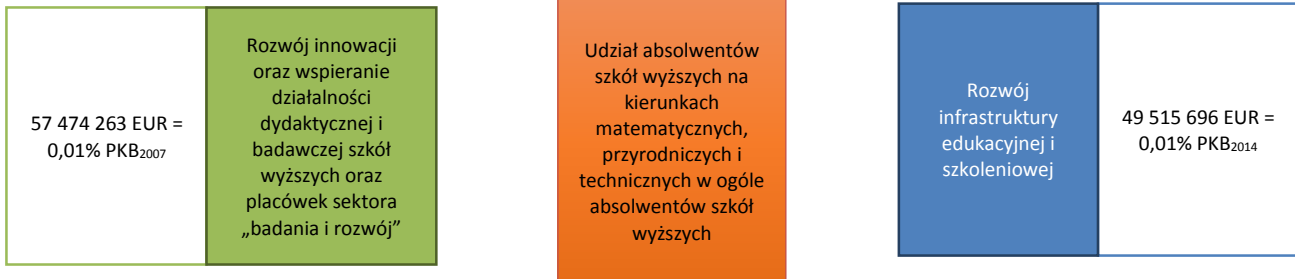 57 474 263 EUR =
0,01% PKB2007
Rozwój innowacji
oraz wspieranie
działalności
dydaktycznej i
badawczej szkół
wyższych oraz
placówek sektora
„badania i rozwój”
Udział absolwentów
szkół wyższych na
kierunkach
matematycznych,
przyrodniczych i
technicznych w ogóle
absolwentów szkół
wyższych
Rozwój
infrastruktury
edukacyjnej i
szkoleniowej
49 515 696 EUR =
0,01% PKB2014